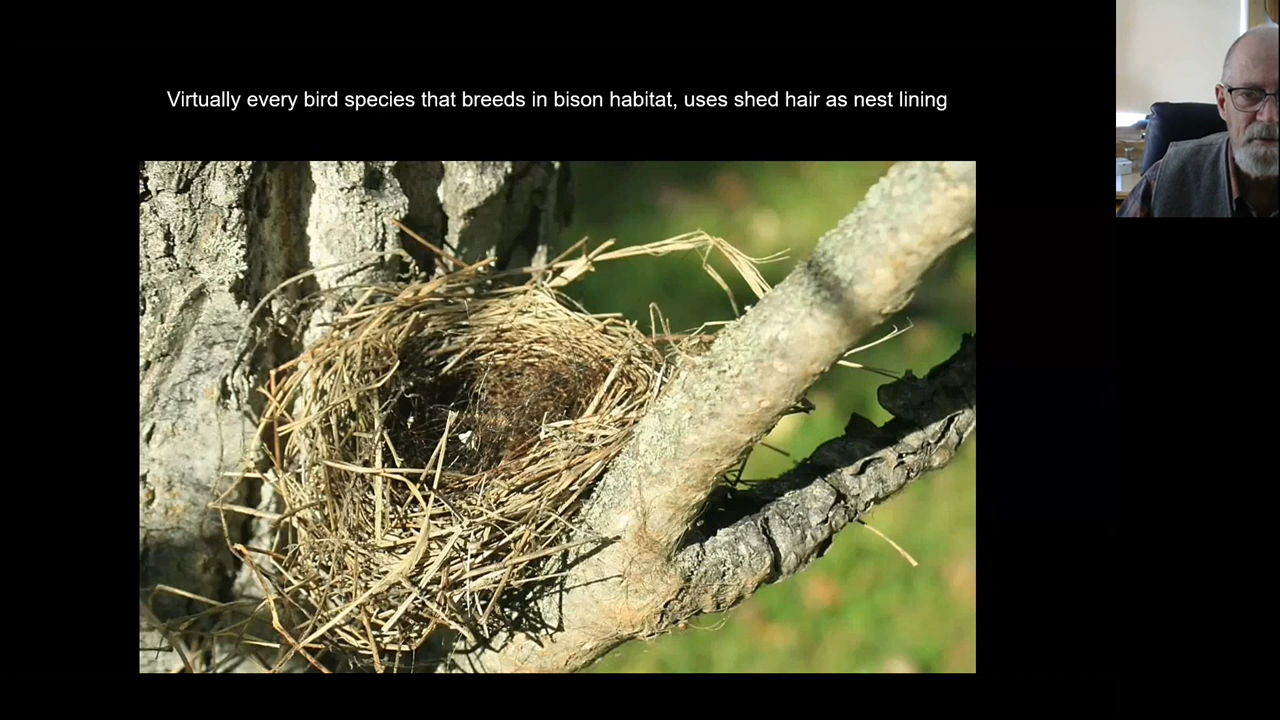 Virtually every bird species that breeds in bison habitat, uses shed hair as nest lining